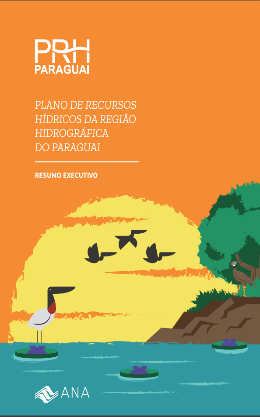 PRH
PARAGUAI
PLANO DE RECURSOS
HÍDRICOS DA REGIÃO
HIDROGRÁFICA
DO PARAGUAI
RESUMO EXECUTIVO
ANA